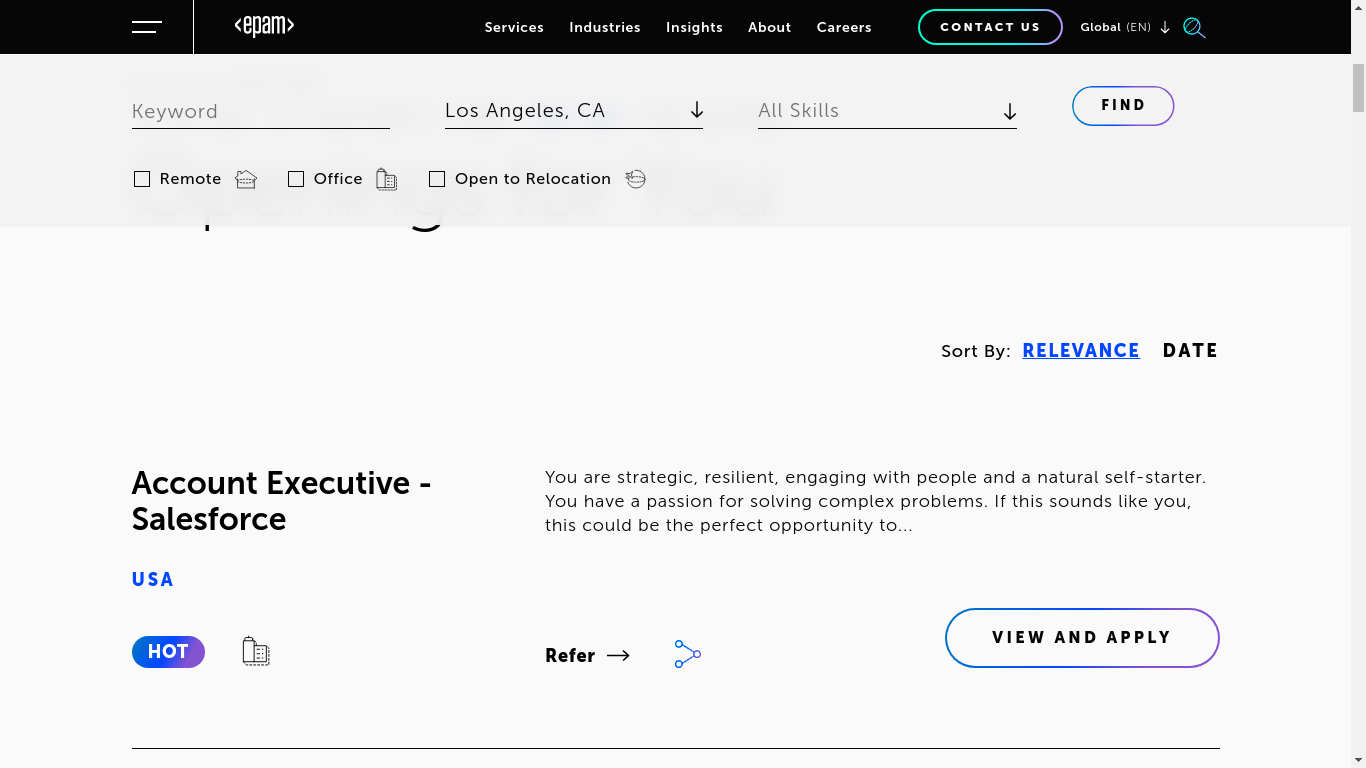 <epam>
Services Industries Insights About Careers CONTACT US Global (EN)
Keyword Los Angeles, CA All Skills FIND
Remote Office Open to Relocation
Openings for You
Sort By: RELEVANCE DATE
Account Executive -
Salesforce
You are strategic, resilient, engaging with people and a natural self-starter.
You have a passion for solving complex problems. If this sounds like you,
this could be the perfect opportunity to...
USA
HOT
Refer
VIEW AND APPLY